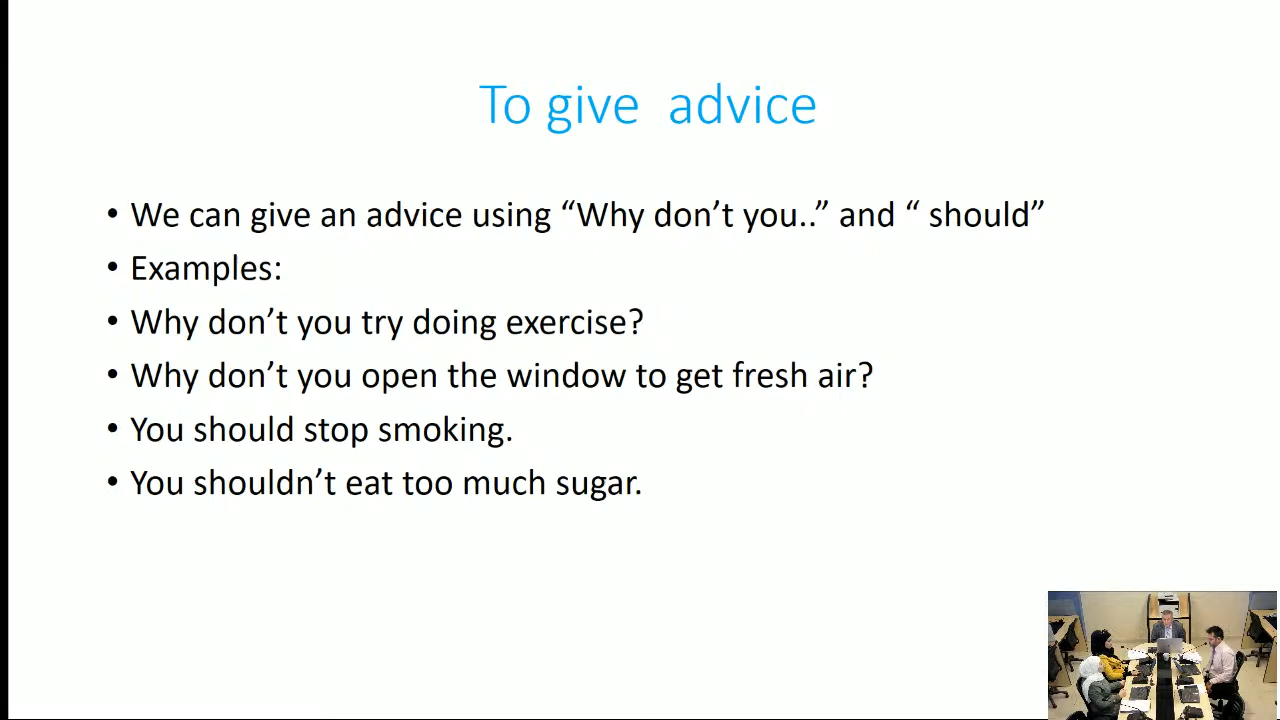 To give  advice
• We can give an advice using “Why don’t you..” and “ should”
• Examples:
• Why don’t you try doing exercise?
• Why don’t you open the window to get fresh air?
• You should stop smoking.
• You shouldn’t eat too much sugar.